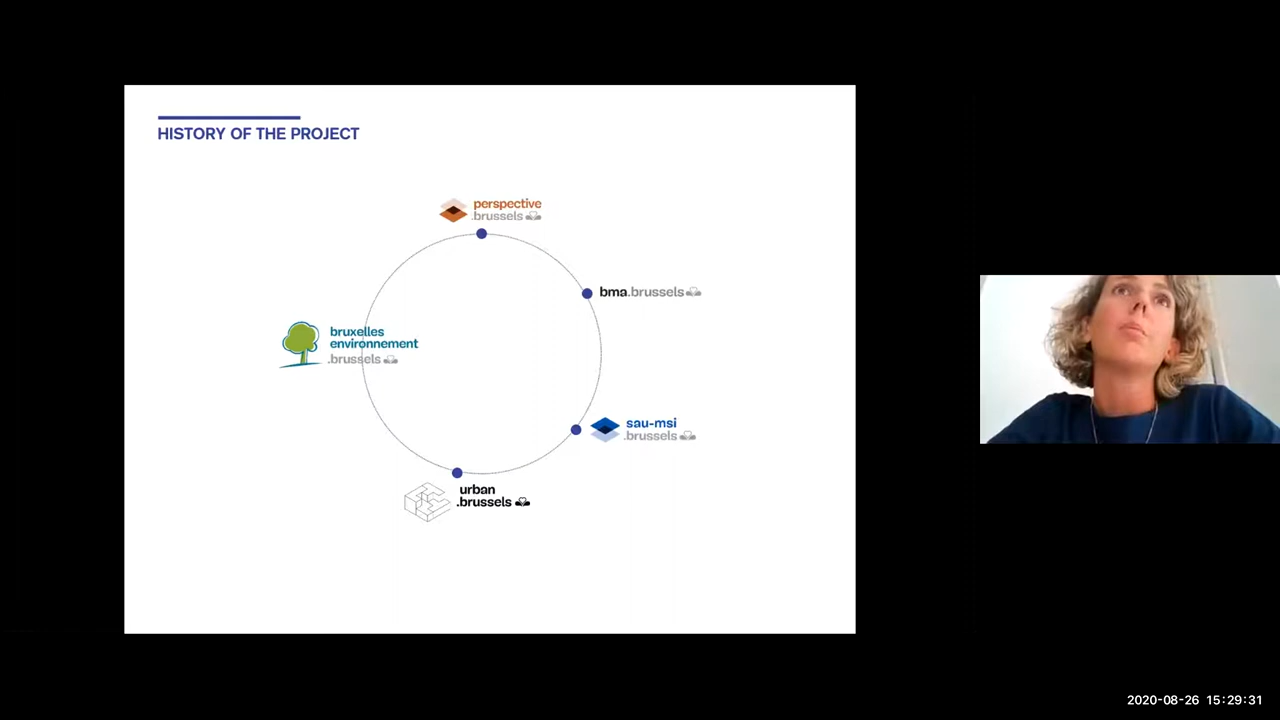 HISTORY OF THE PROJECT
perspective
.brussels
bma.brussels
bruxelles
environnement
.brussels
sau-msi
.brussels
urban
.brussels
2020-08-26 15:29:31